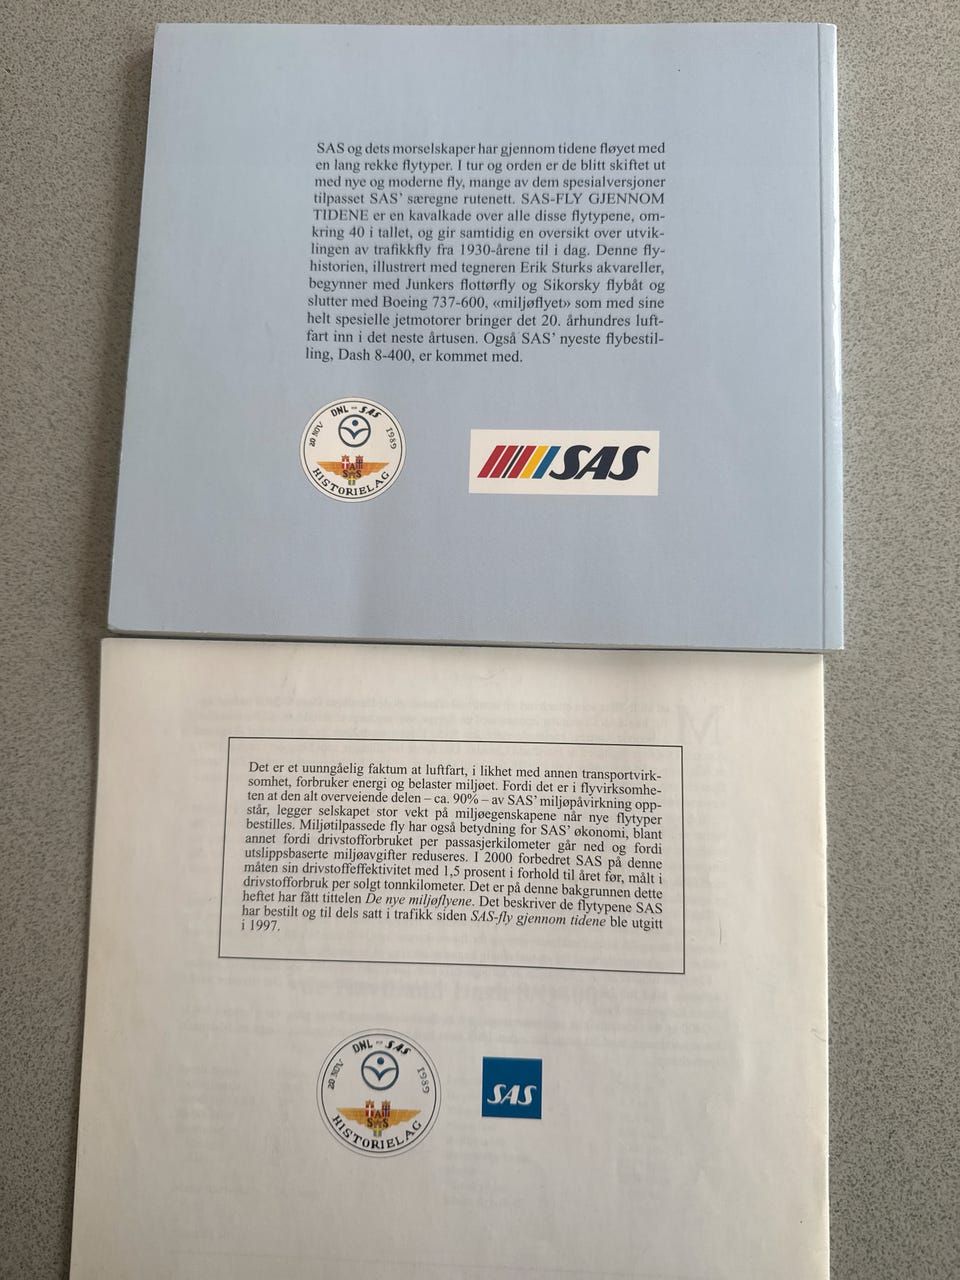 SAS og dets morselskaper har gjennom tidene fløyet med
en lang rekke flytyper. I tur og orden er de blitt skiftet ut
med nye og moderne fly, mange av dem spesialversjoner
tilpasset SAS’ særegne rutenett. SAS-FLY GJENNOM
TIDENE er en kavalkade over alle disse flytypene, om-
kring 40 i tallet, og gir samtidig en oversikt over utvik-
lingen av trafikkfly fra 1930-årene til i dag. Denne fly-
historien, illustrert med tegneren Erik Sturks akvareller,
begynner med Junkers flottørfly og Sikorsky flybåt og
slutter med Boeing 737-600, «miljøflyet» som med sine
helt spesielle jetmotorer bringer det 20. århundres luft-
fart inn i det neste årtusen. Også SAS’ nyeste flybestil-
ling, Dash 8-400, er kommet med.
DNL - SAS
20 NOV 1989
SAS
HISTORIELAG
SAS
Det er et uunngåelig faktum at luftfart, i likhet med annen transportvirk-
somhet, forbruker energi og belaster miljøet. Fordi det er i flyvirksomhe-
ten at den alt overveiende delen – ca. 90% – av SAS’ miljøpåvirkning opp-
står, legger selskapet stor vekt på miljøegenskapene når nye flytyper
bestilles. Miljøtilpassede fly har også betydning for SAS’ økonomi, blant
annet fordi drivstofforbruket per passasjerkilometer går ned og fordi
utslippsbaserte miljøavgifter reduseres. I 2000 forbedret SAS på denne
måten sin drivstoffeffektivitet med 1,5 prosent i forhold til året før, målt i
drivstofforbruk per solgt tonnkilometer. Det er på denne bakgrunnen dette
heftet har fått tittelen De nye miljøflyene. Det beskriver de flytypene SAS
har bestilt og til dels satt i trafikk siden SAS-fly gjennom tidene ble utgitt
i 1997.
DNL - SAS
20 NOV 1989
SAS
HISTORIELAG
SAS